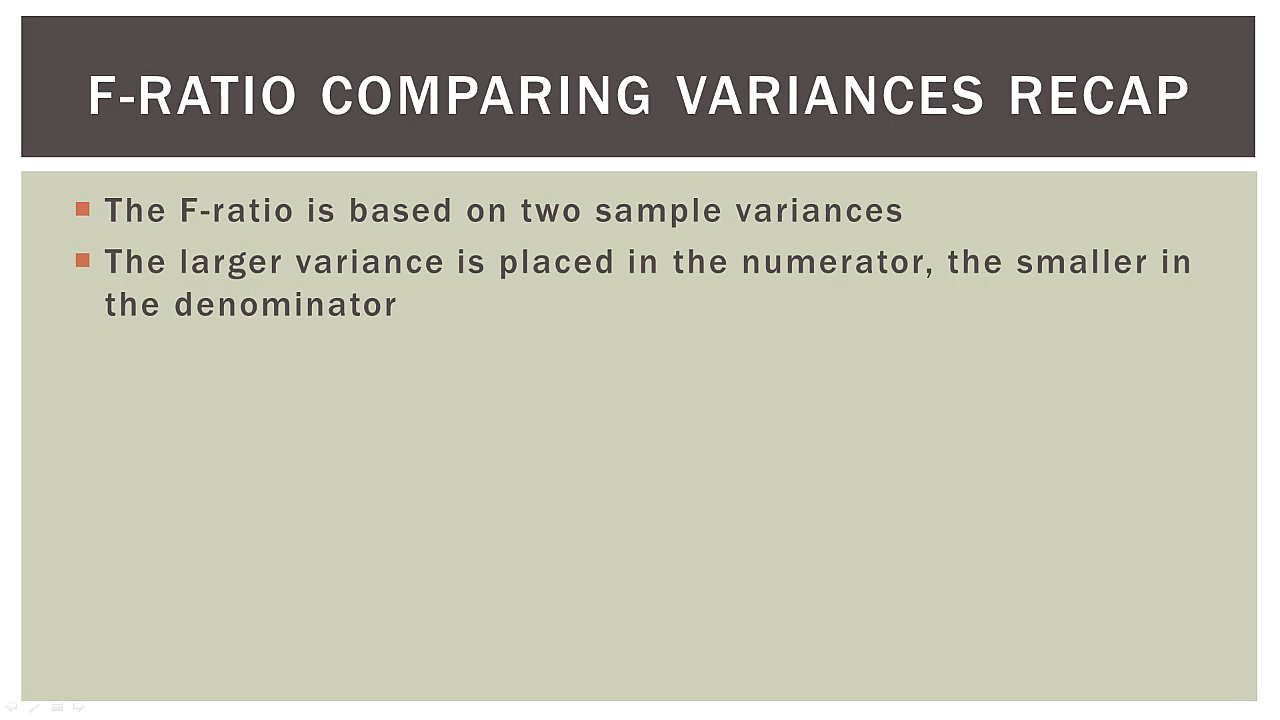 F-RATIO COMPARING VARIANCES RECAP
The F-ratio is based on two sample variances
The larger variance is placed in the numerator, the smaller in
the denominator